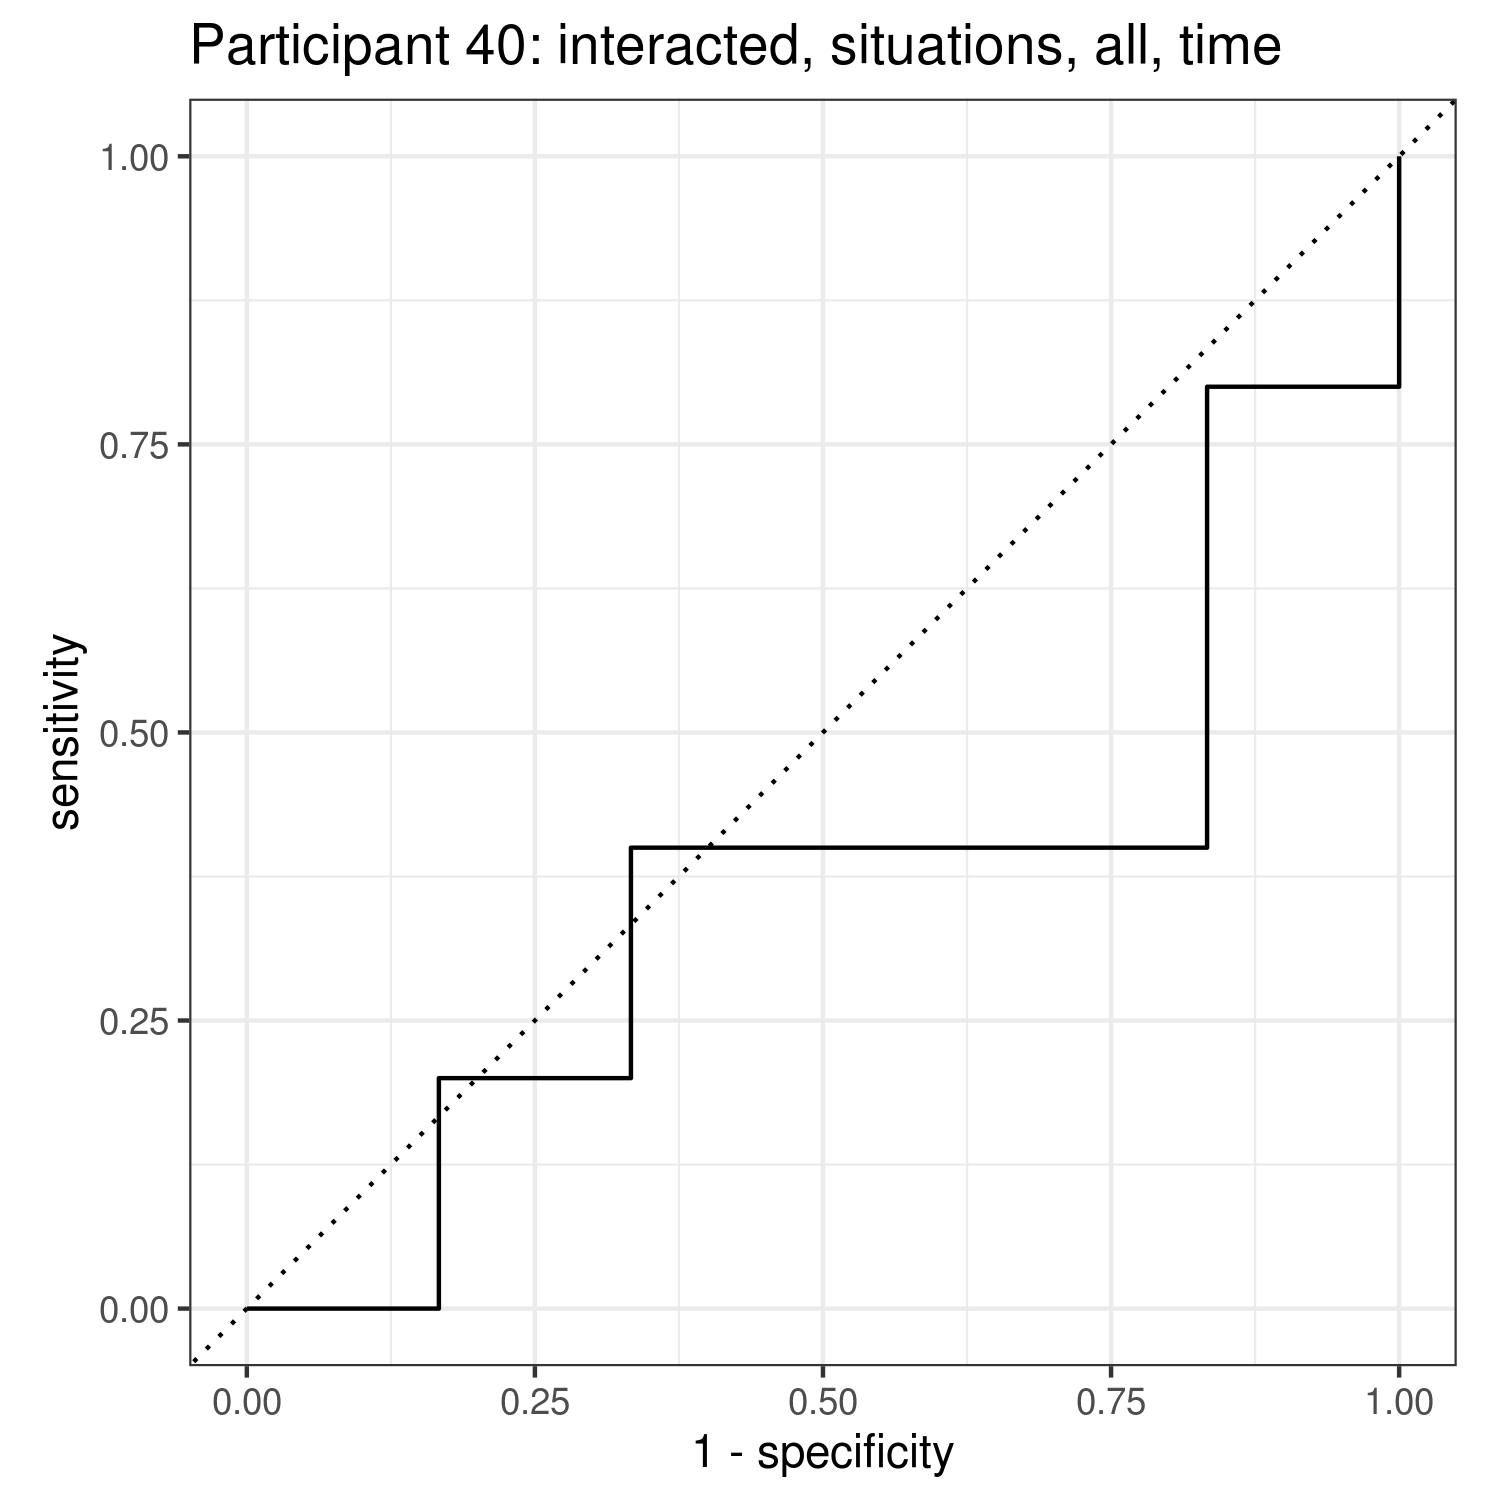 Participant 40: interacted, situations, all, time
1.00
0.75
0.50
0.25
0.00
sensitivity
0.00 0.25 0.50 0.75 1.00
1 - specificity